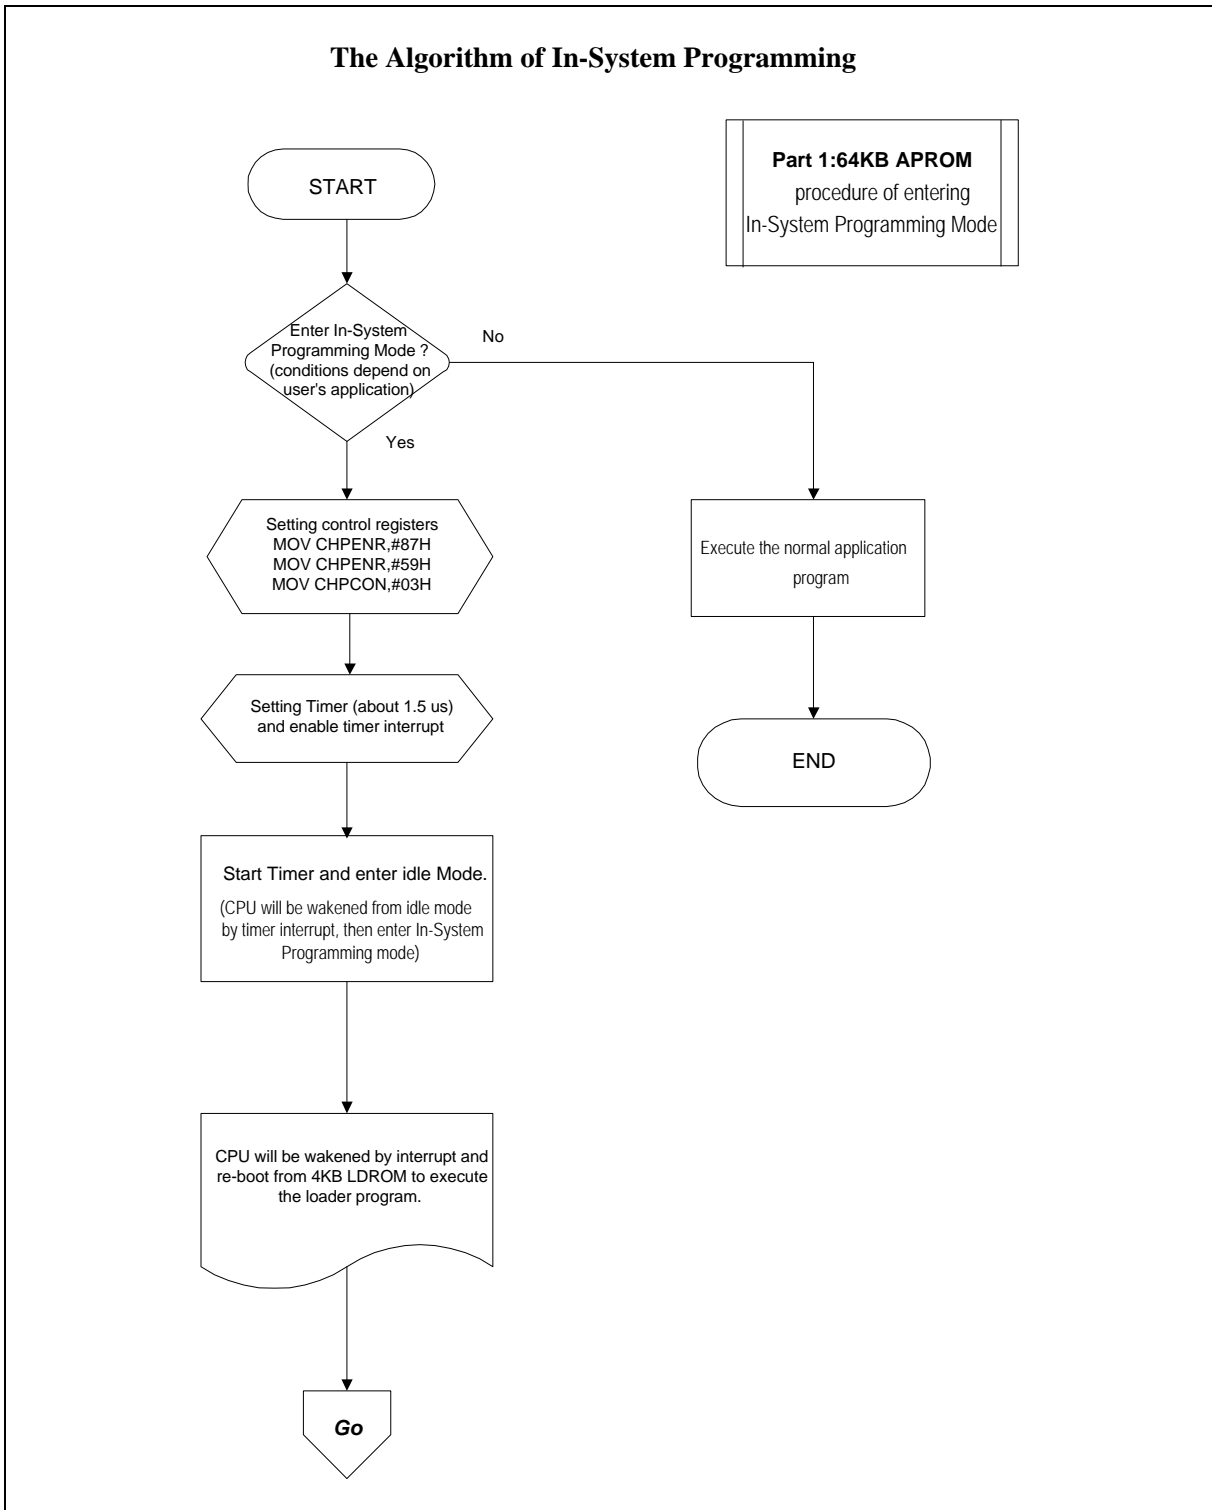 The Algorithm of In-System Programming
Part 1:64KB APROM
procedure of entering
In-System Programming Mode
START
Enter In-System
Programming Mode ?
(conditions depend on
user's application)
No
Yes
Setting control registers
MOV CHPENR,#87H
MOV CHPENR,#59H
MOV CHPCON,#03H
Execute the normal application
program
Setting Timer (about 1.5 us)
and enable timer interrupt
END
Start Timer and enter idle Mode.
(CPU will be wakened from idle mode
by timer interrupt, then enter In-System
Programming mode)
CPU will be wakened by interrupt and
re-boot from 4KB LDROM to execute
the loader program.
Go